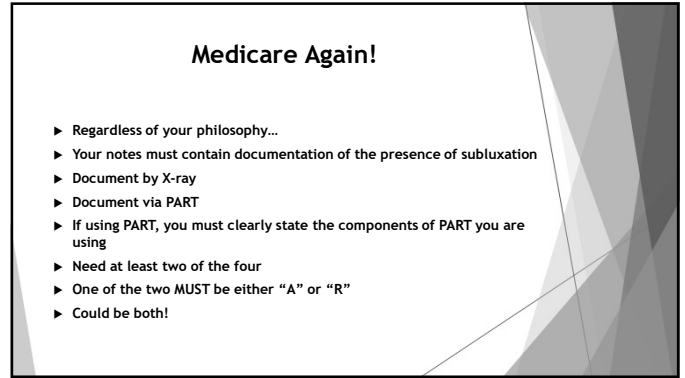 Medicare Again!
▶ Regardless of your philosophy…
▶ Your notes must contain documentation of the presence of subluxation
▶ Document by X-ray
▶ Document via PART
▶ If using PART, you must clearly state the components of PART you are
using
▶ Need at least two of the four
▶ One of the two MUST be either “A” or “R”
▶ Could be both!